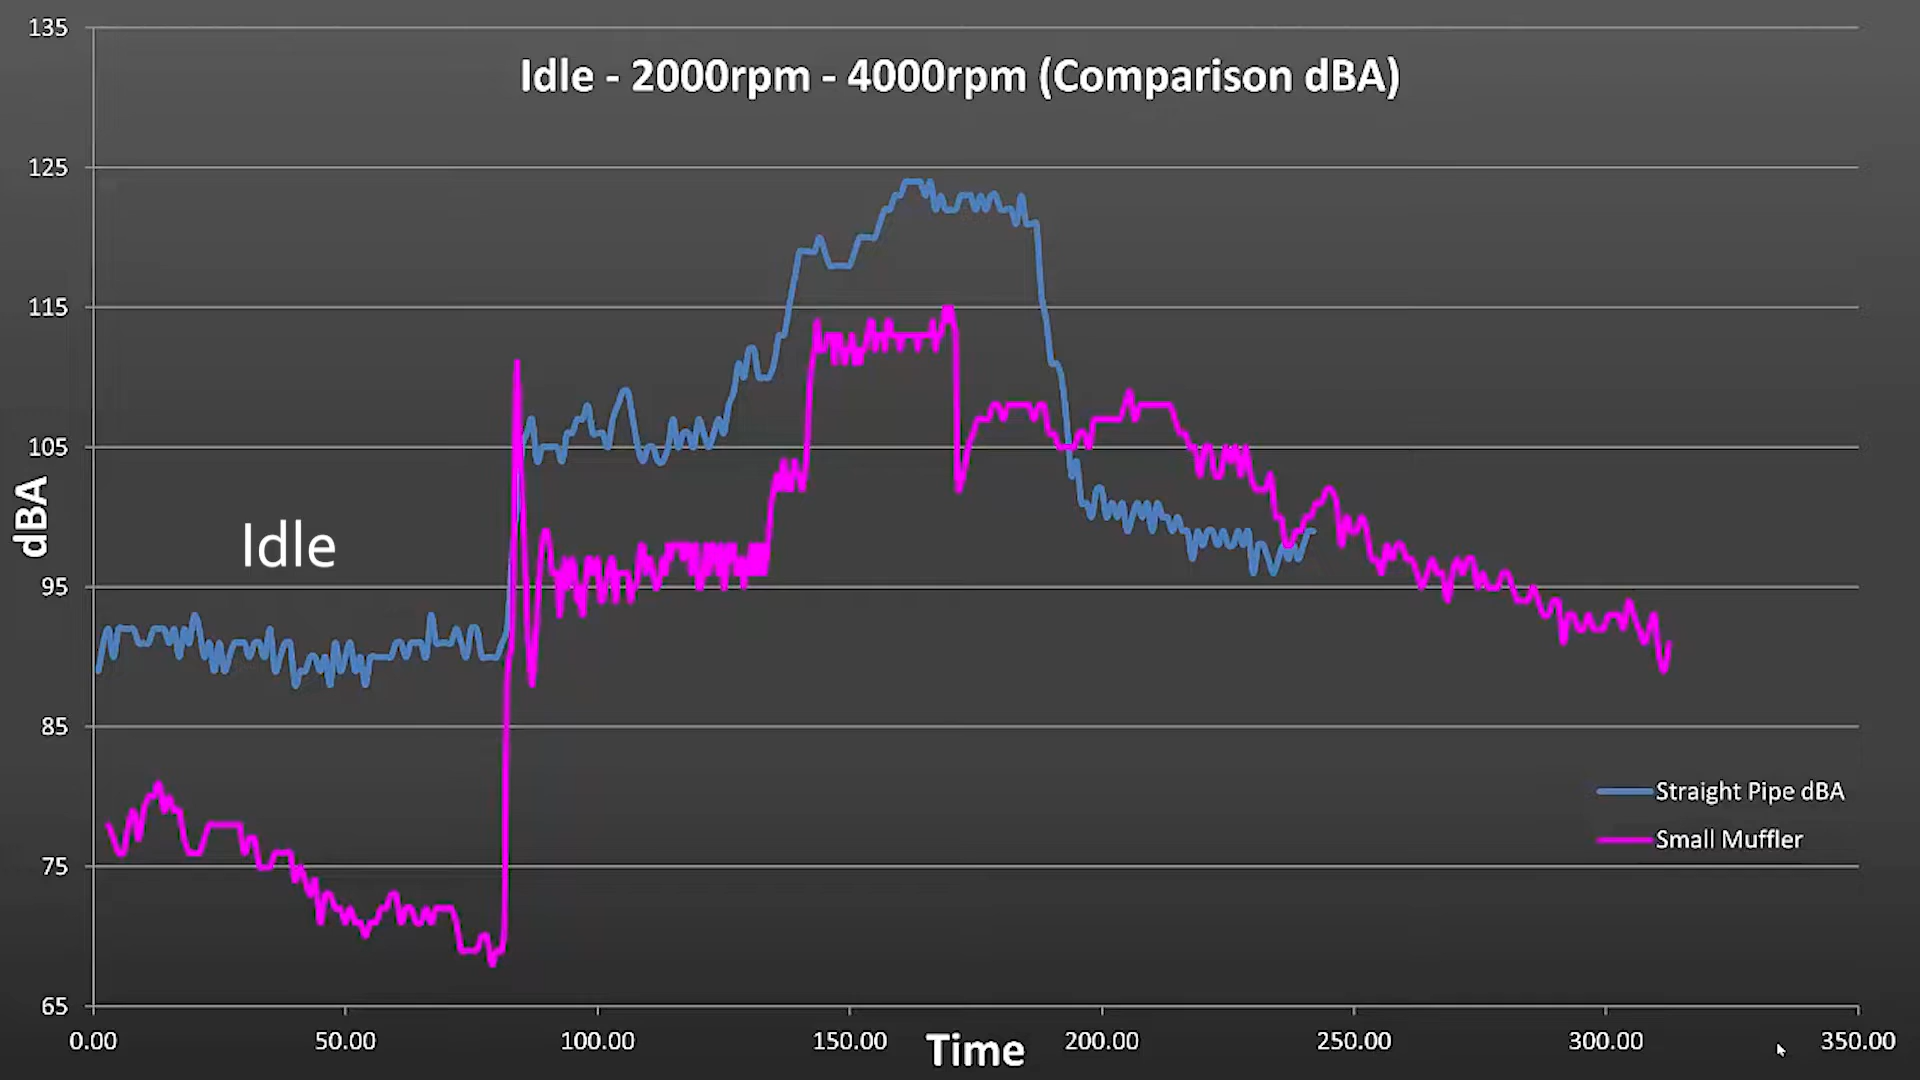 Idle - 2000rpm - 4000rpm (Comparison dBA)
135
125
115
105
95
85
75
65
dBA
Idle
Straight Pipe dBA
Small Muffler
0.00 50.00 100.00 150.00 200.00 250.00 300.00 350.00
Time